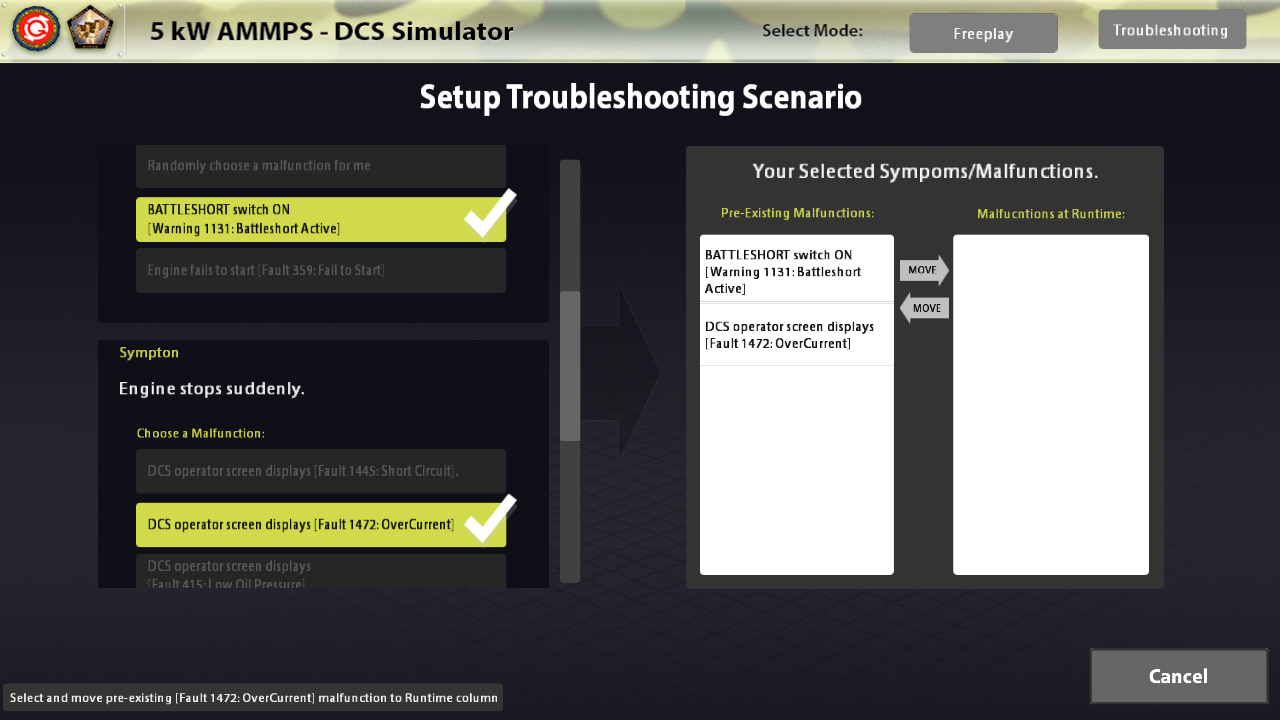 5 kW AMMPS - DCS Simulator
Select Mode:
Freeplay
Troubleshooting
Setup Troubleshooting Scenario
Randomly choose a malfunction for me
BATTLESHORT switch ON
[Warning 1131: Battleshort Active]
Engine fails to start [Fault 359: Fail to Start]
Sympton
Engine stops suddenly.
Choose a Malfunction:
DCS operator screen displays [Fault 1445: Short Circuit].
DCS operator screen displays [Fault 1472: OverCurrent]
DCS operator screen displays
[Fault 415: Low Oil Pressure]
Your Selected Sympoms/Malfunctions.
Pre-Existing Malfunctions:
Malfucntions at Runtime:
BATTLESHORT switch ON
[Warning 1131: Battleshort
Active]
DCS operator screen displays
[Fault 1472: OverCurrent]
MOVE
MOVE
Cancel
Select and move pre-existing [Fault 1472: OverCurrent] malfunction to Runtime column